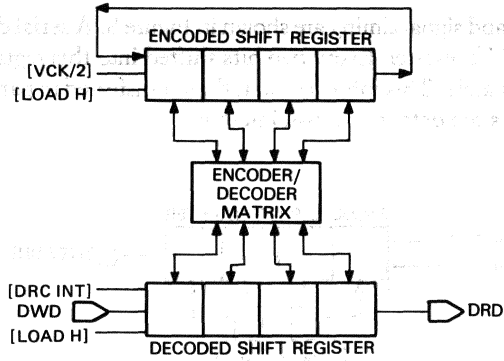 ENCODED SHIFT REGISTER
[VCK/2]
[LOAD H]
ENCODER/
DECODER
MATRIX
[DRC INT]
DWD
DRD
[LOAD H]
DECODED SHIFT REGISTER